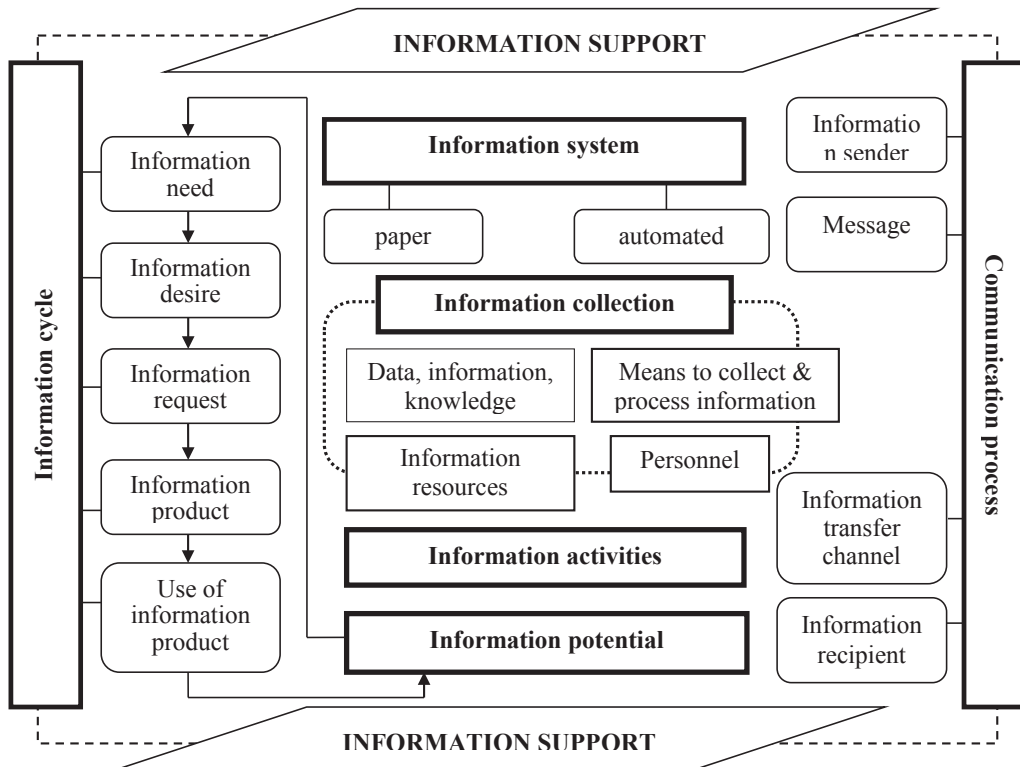 INFORMATION SUPPORT
Information cycle
Information
need
Information
desire
Information
request
Information
product
Use of
information
product
Information system
paper
automated
Information collection
Data, information,
knowledge
Means to collect &
process information
Information
resources
Personnel
Information activities
Information potential
Informatio
n sender
Message
Information
transfer
channel
Information
recipient
Communication process
INFORMATION SUPPORT